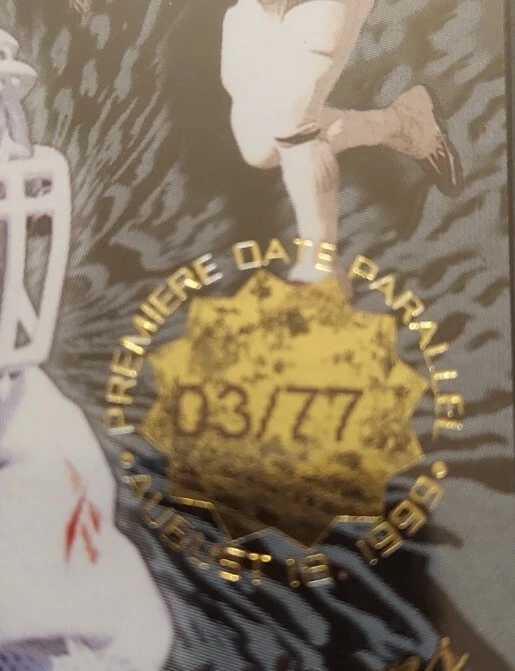 PREMIERE DATE PARALLEL
03/77
• AUGUST 18, 1999 •